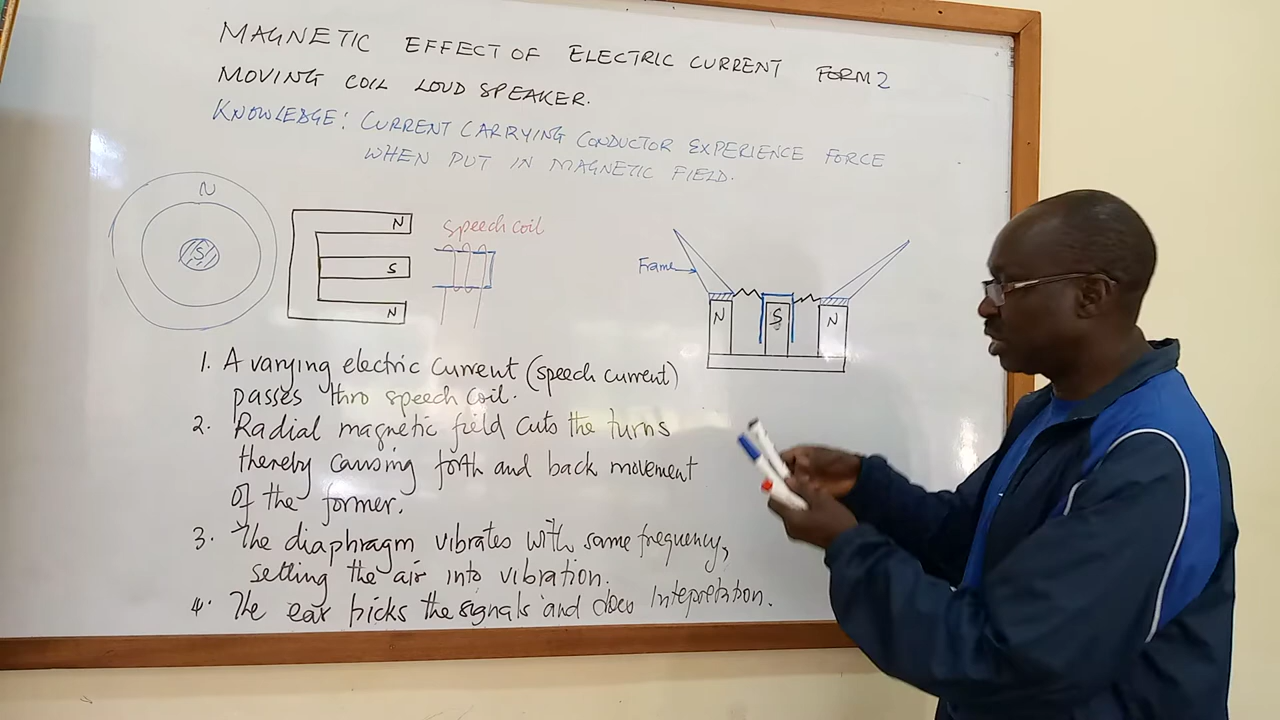 MAGNETIC EFFECT OF ELECTRIC CURRENT FORM 2
MOVING COIL LOUD SPEAKER.
KNOWLEDGE: CURRENT CARRYING CONDUCTOR EXPERIENCE FORCE
WHEN PUT IN MAGNETIC FIELD.
N
S
N
S
N
speech coil
Frame
N
S
N
1. A varying electric current (speech current)
passes thro speech coil.
2. Radial magnetic field cuts the turns
thereby causing forth and back movement
of the former.
3. The diaphragm vibrates with same frequency,
setting the air into vibration.
4. The ear picks the signals and does Intepretation.